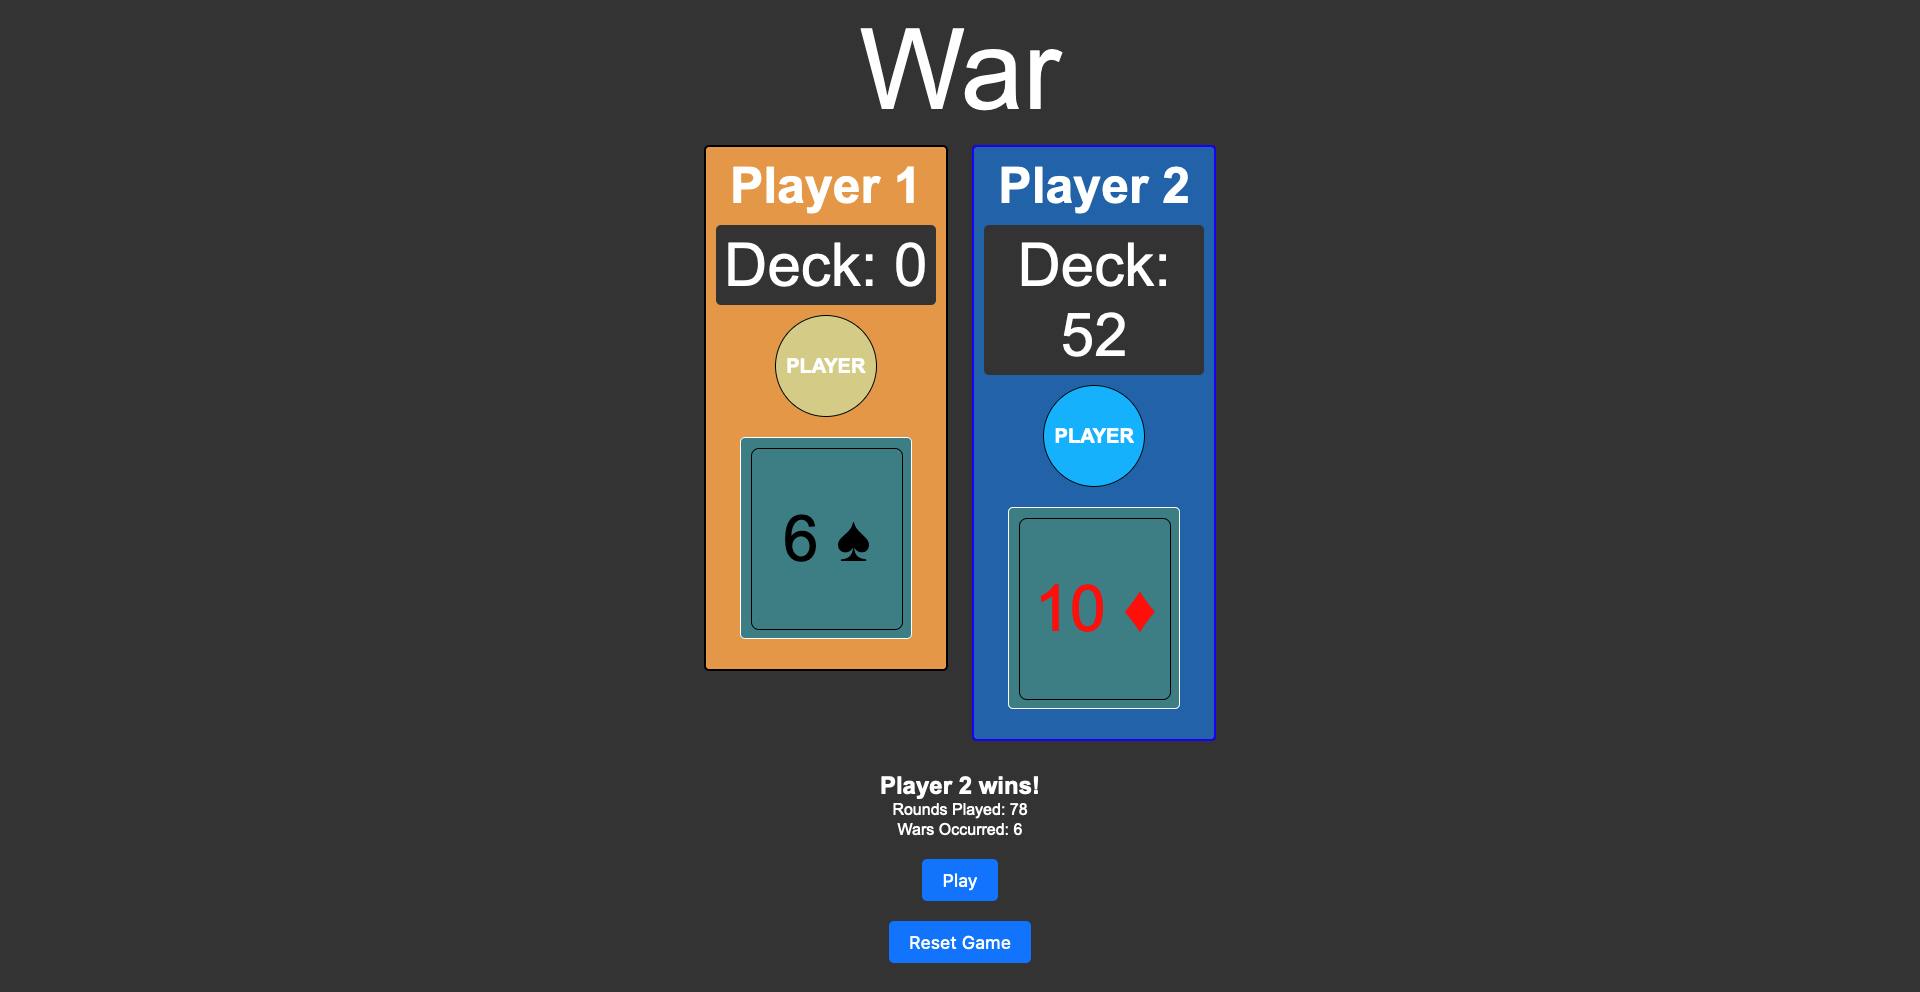 War
Player 1
Deck: 0
PLAYER
6 ♠
Player 2
Deck:
52
PLAYER
10 ♦
Player 2 wins!
Rounds Played: 78
Wars Occurred: 6
Play
Reset Game